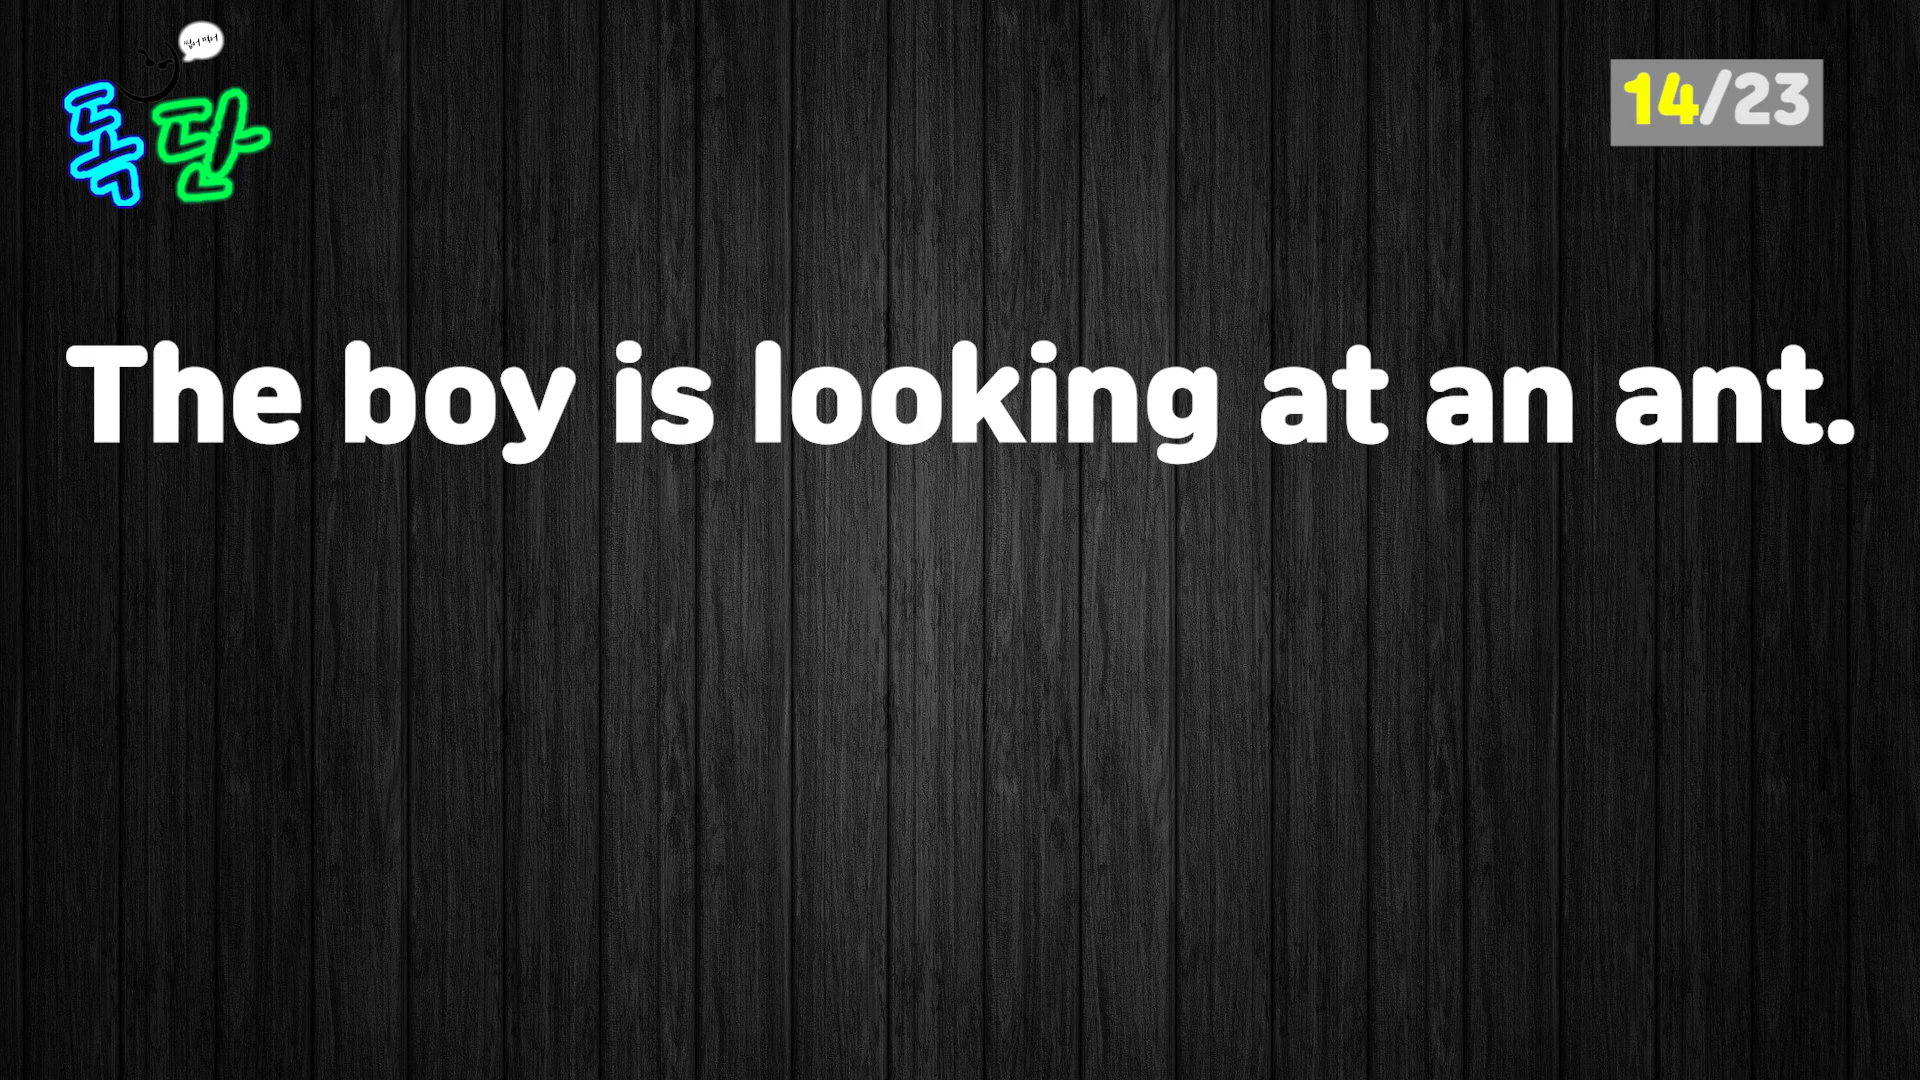 독단
14/23
The boy is looking at an ant.